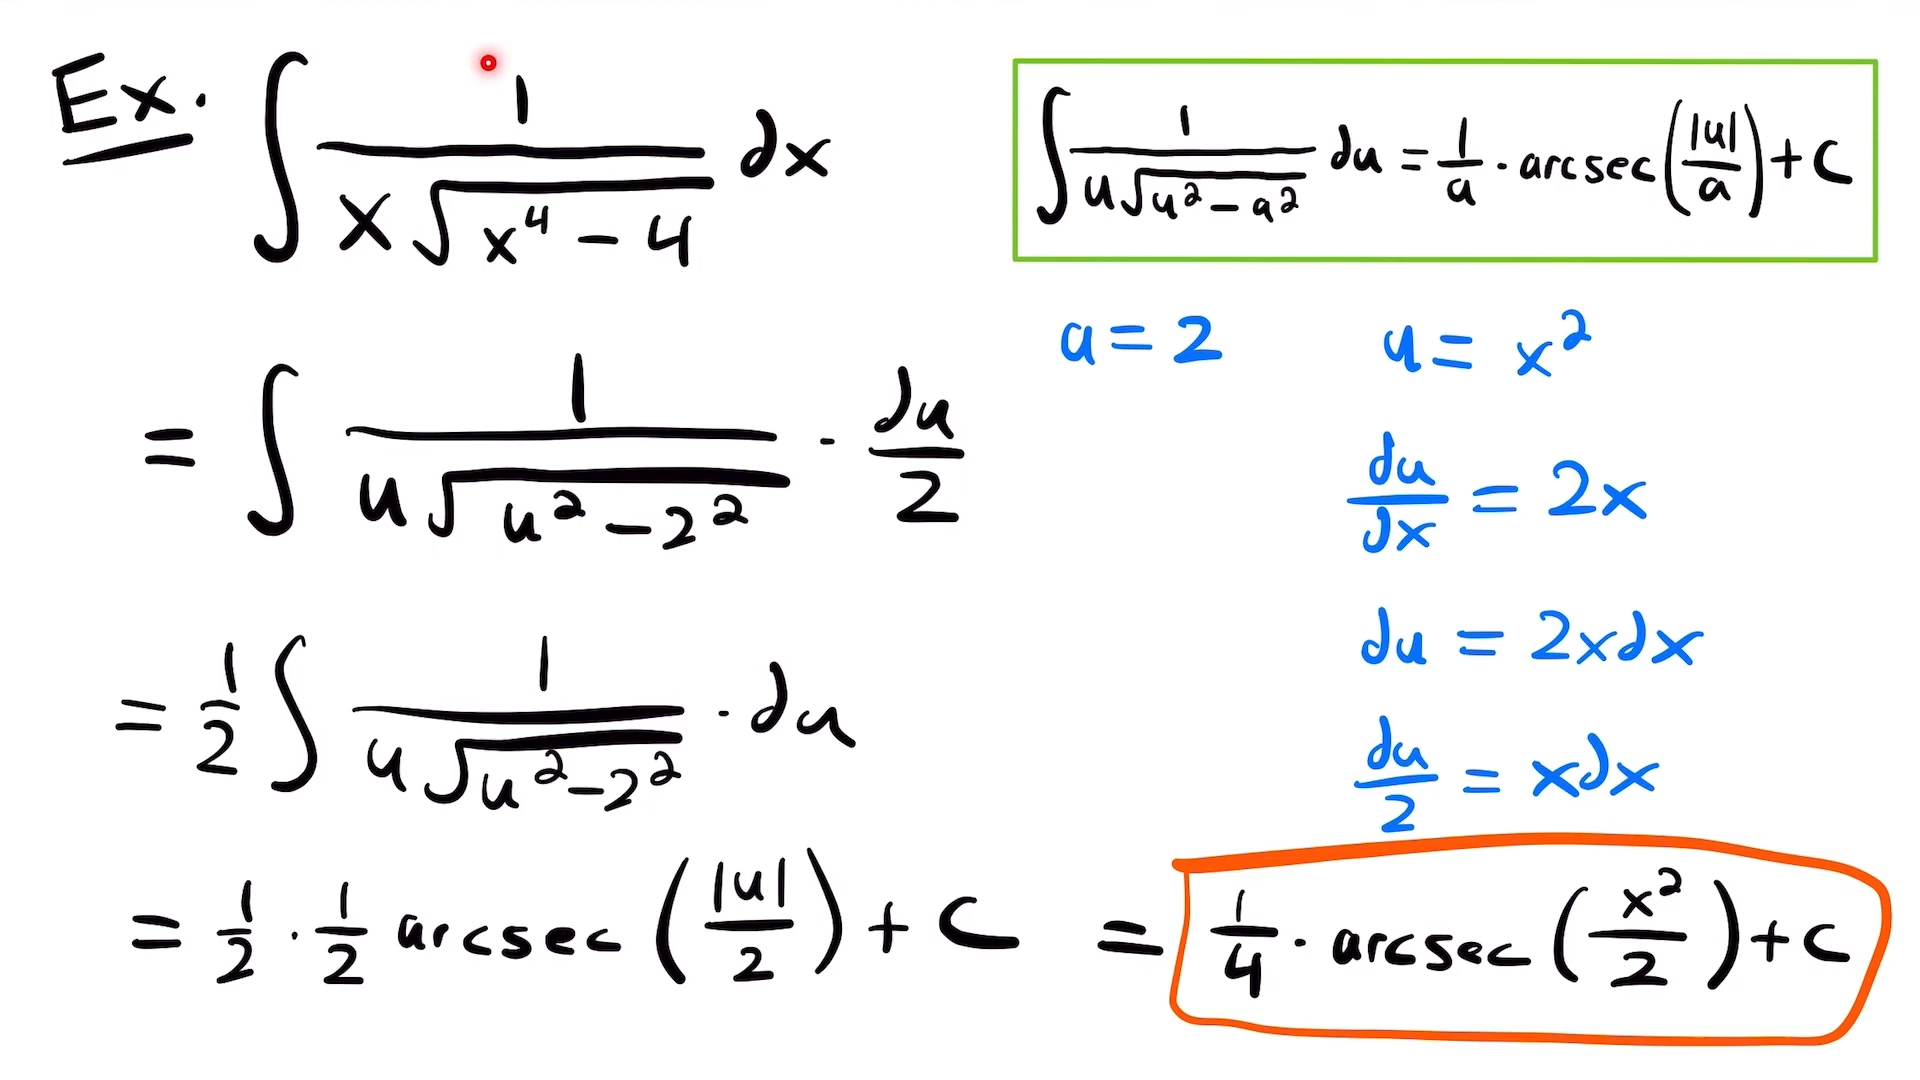 Ex. ∫ 1/(x√(x⁴ - 4)) dx
∫ 1/(u√(u² - a²)) du = 1/a · arcsec(|u|/a) + C
a = 2
u = x²
= ∫ 1/(u√(u² - 2²)) · du/2
du/dx = 2x
du = 2xdx
= 1/2 ∫ 1/(u√(u² - 2²)) · du
du/2 = xdx
= 1/2 · 1/2 arcsec(|u|/2) + C = 1/4 · arcsec(x²/2) + C